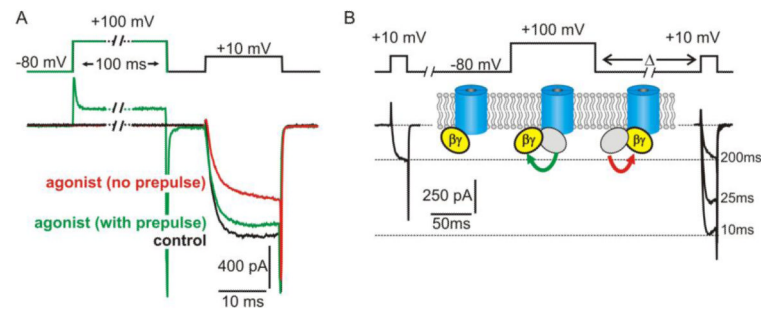 A
+100 mV
-80 mV
100 ms
+10 mV
agonist (no prepulse)
agonist (with prepulse)
control
400 pA
10 ms
B
+10 mV
-80 mV
+100 mV
Δ
+10 mV
βγ
βγ
βγ
250 pA
50ms
200ms
25ms
10ms